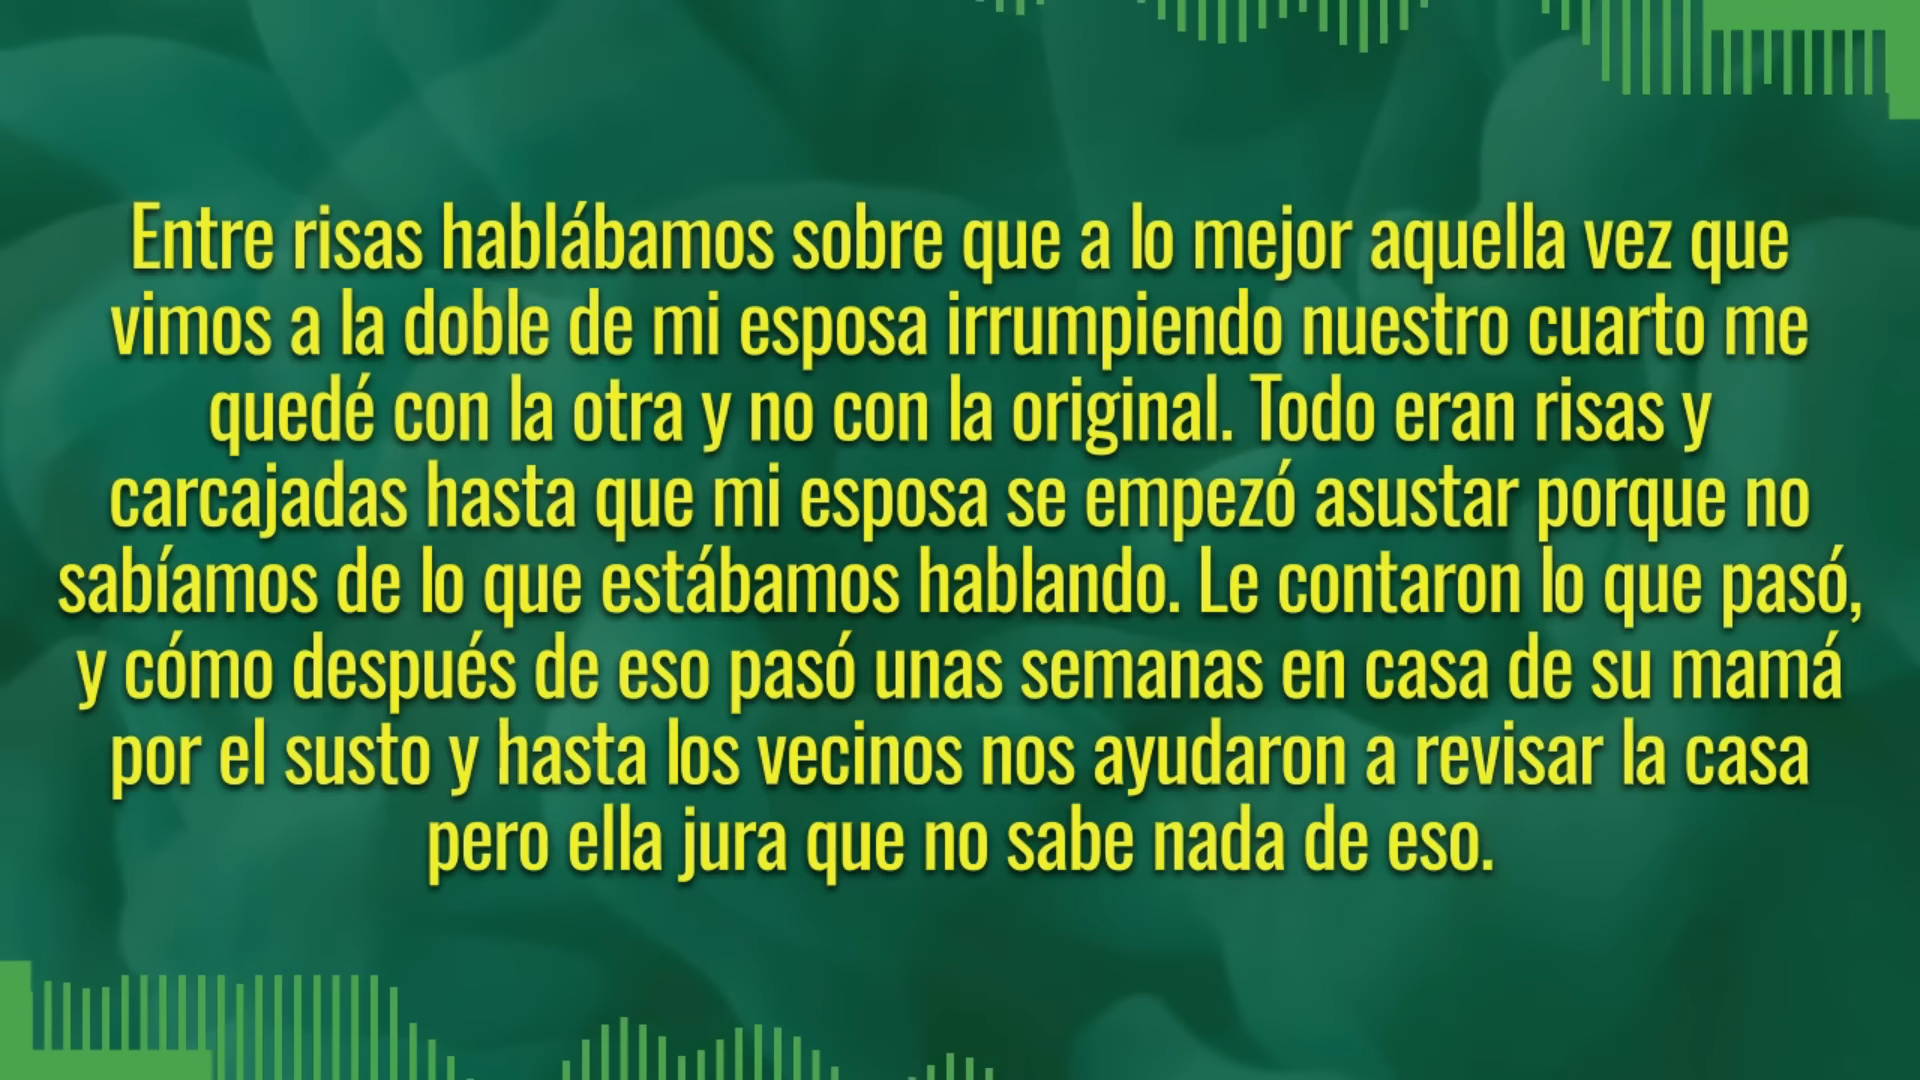 Entre risas hablábamos sobre que a lo mejor aquella vez que
vimos a la doble de mi esposa irrumpiendo nuestro cuarto me
quedé con la otra y no con la original. Todo eran risas y
carcajadas hasta que mi esposa se empezó asustar porque no
sabíamos de lo que estábamos hablando. Le contaron lo que pasó,
y cómo después de eso pasó unas semanas en casa de su mamá
por el susto y hasta los vecinos nos ayudaron a revisar la casa
pero ella jura que no sabe nada de eso.